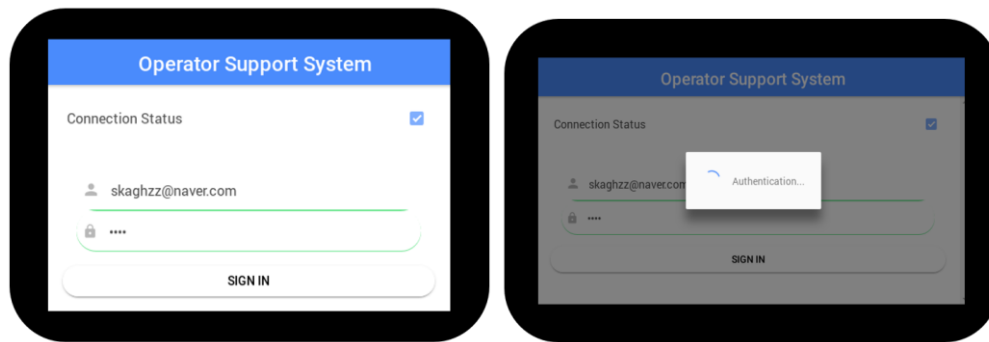 Operator Support System
Connection Status
skaghzz@naver.com
••••
SIGN IN
Operator Support System
Connection Status
skaghzz@naver.com
Authentication...
••••
SIGN IN